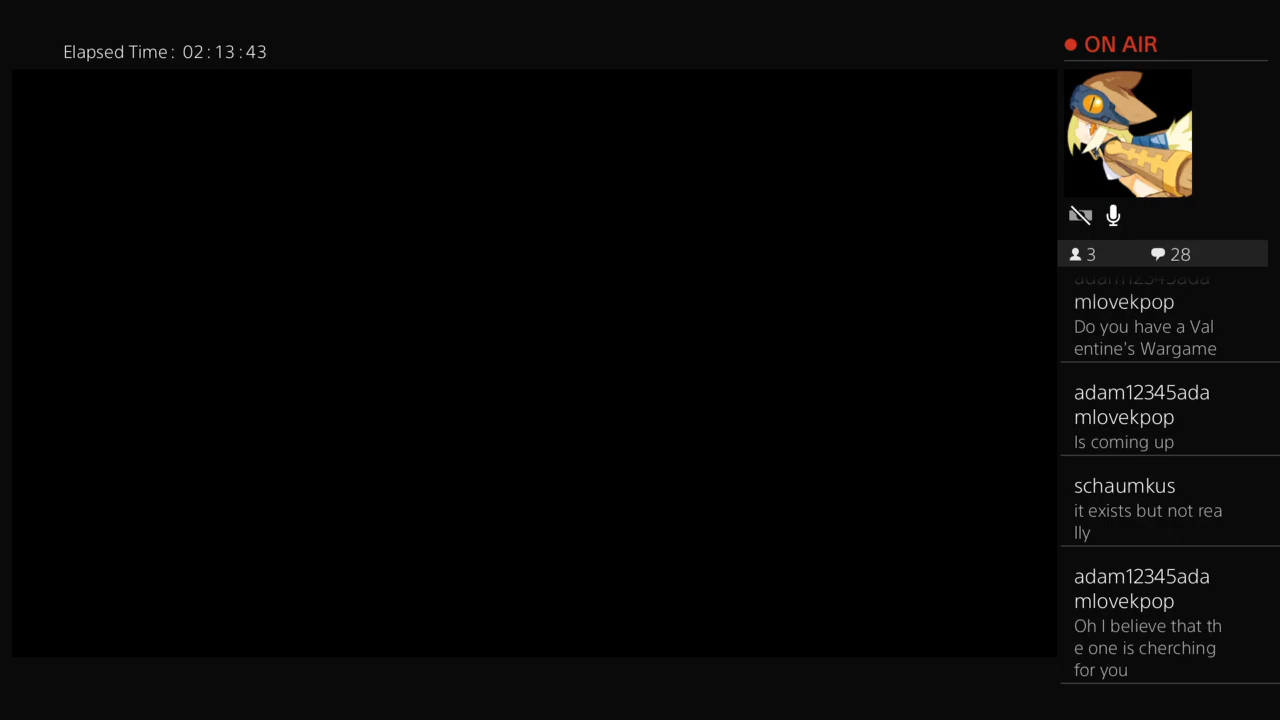 Elapsed Time: 02:13:43
ON AIR
3 28
adam12345ada
mlovekpop
Do you have a Val
entine's Wargame
adam12345ada
mlovekpop
Is coming up
schaumkus
it exists but not rea
lly
adam12345ada
mlovekpop
Oh I believe that th
e one is cherching
for you